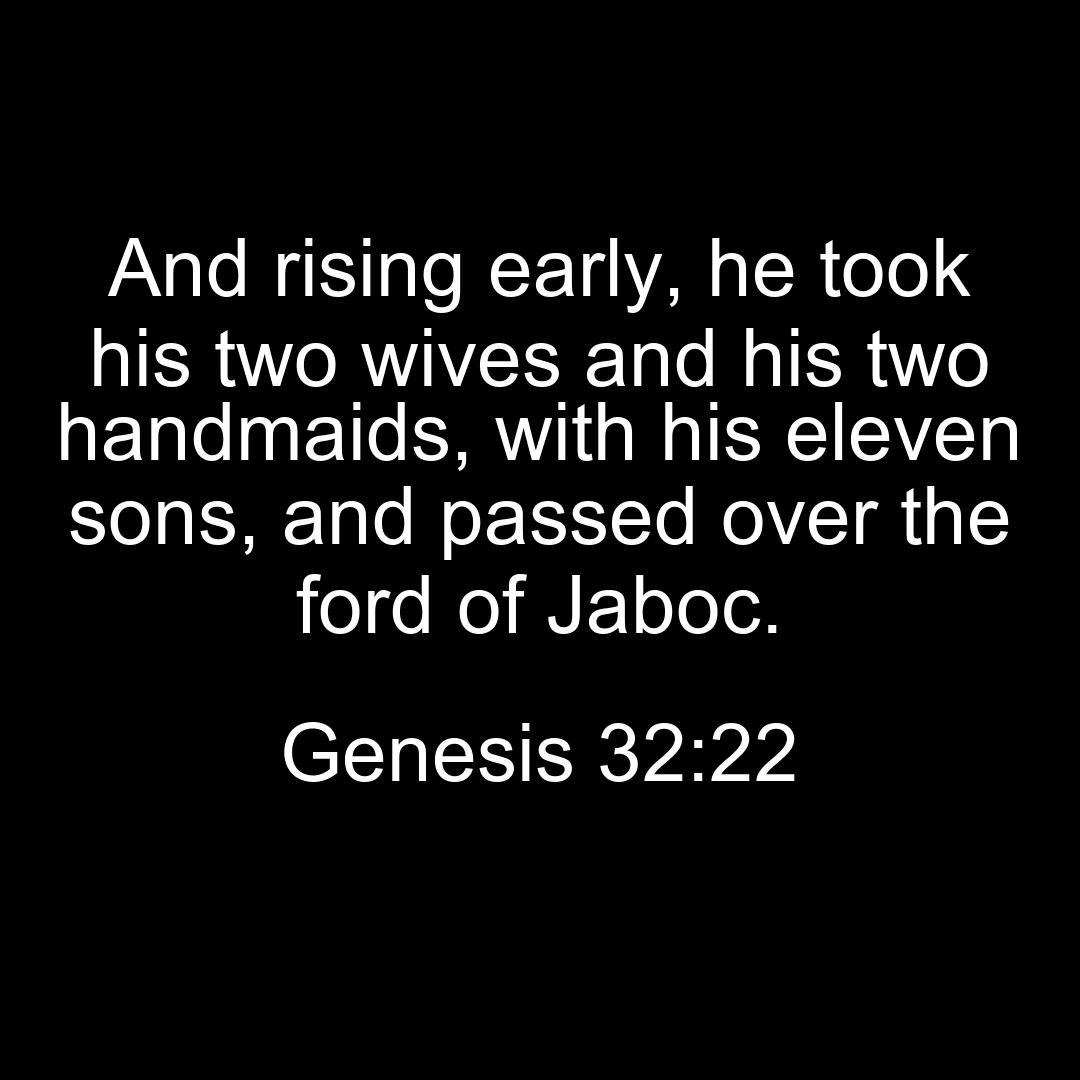 And rising early, he took
his two wives and his two
handmaids, with his eleven
sons, and passed over the
ford of Jaboc.
Genesis 32:22